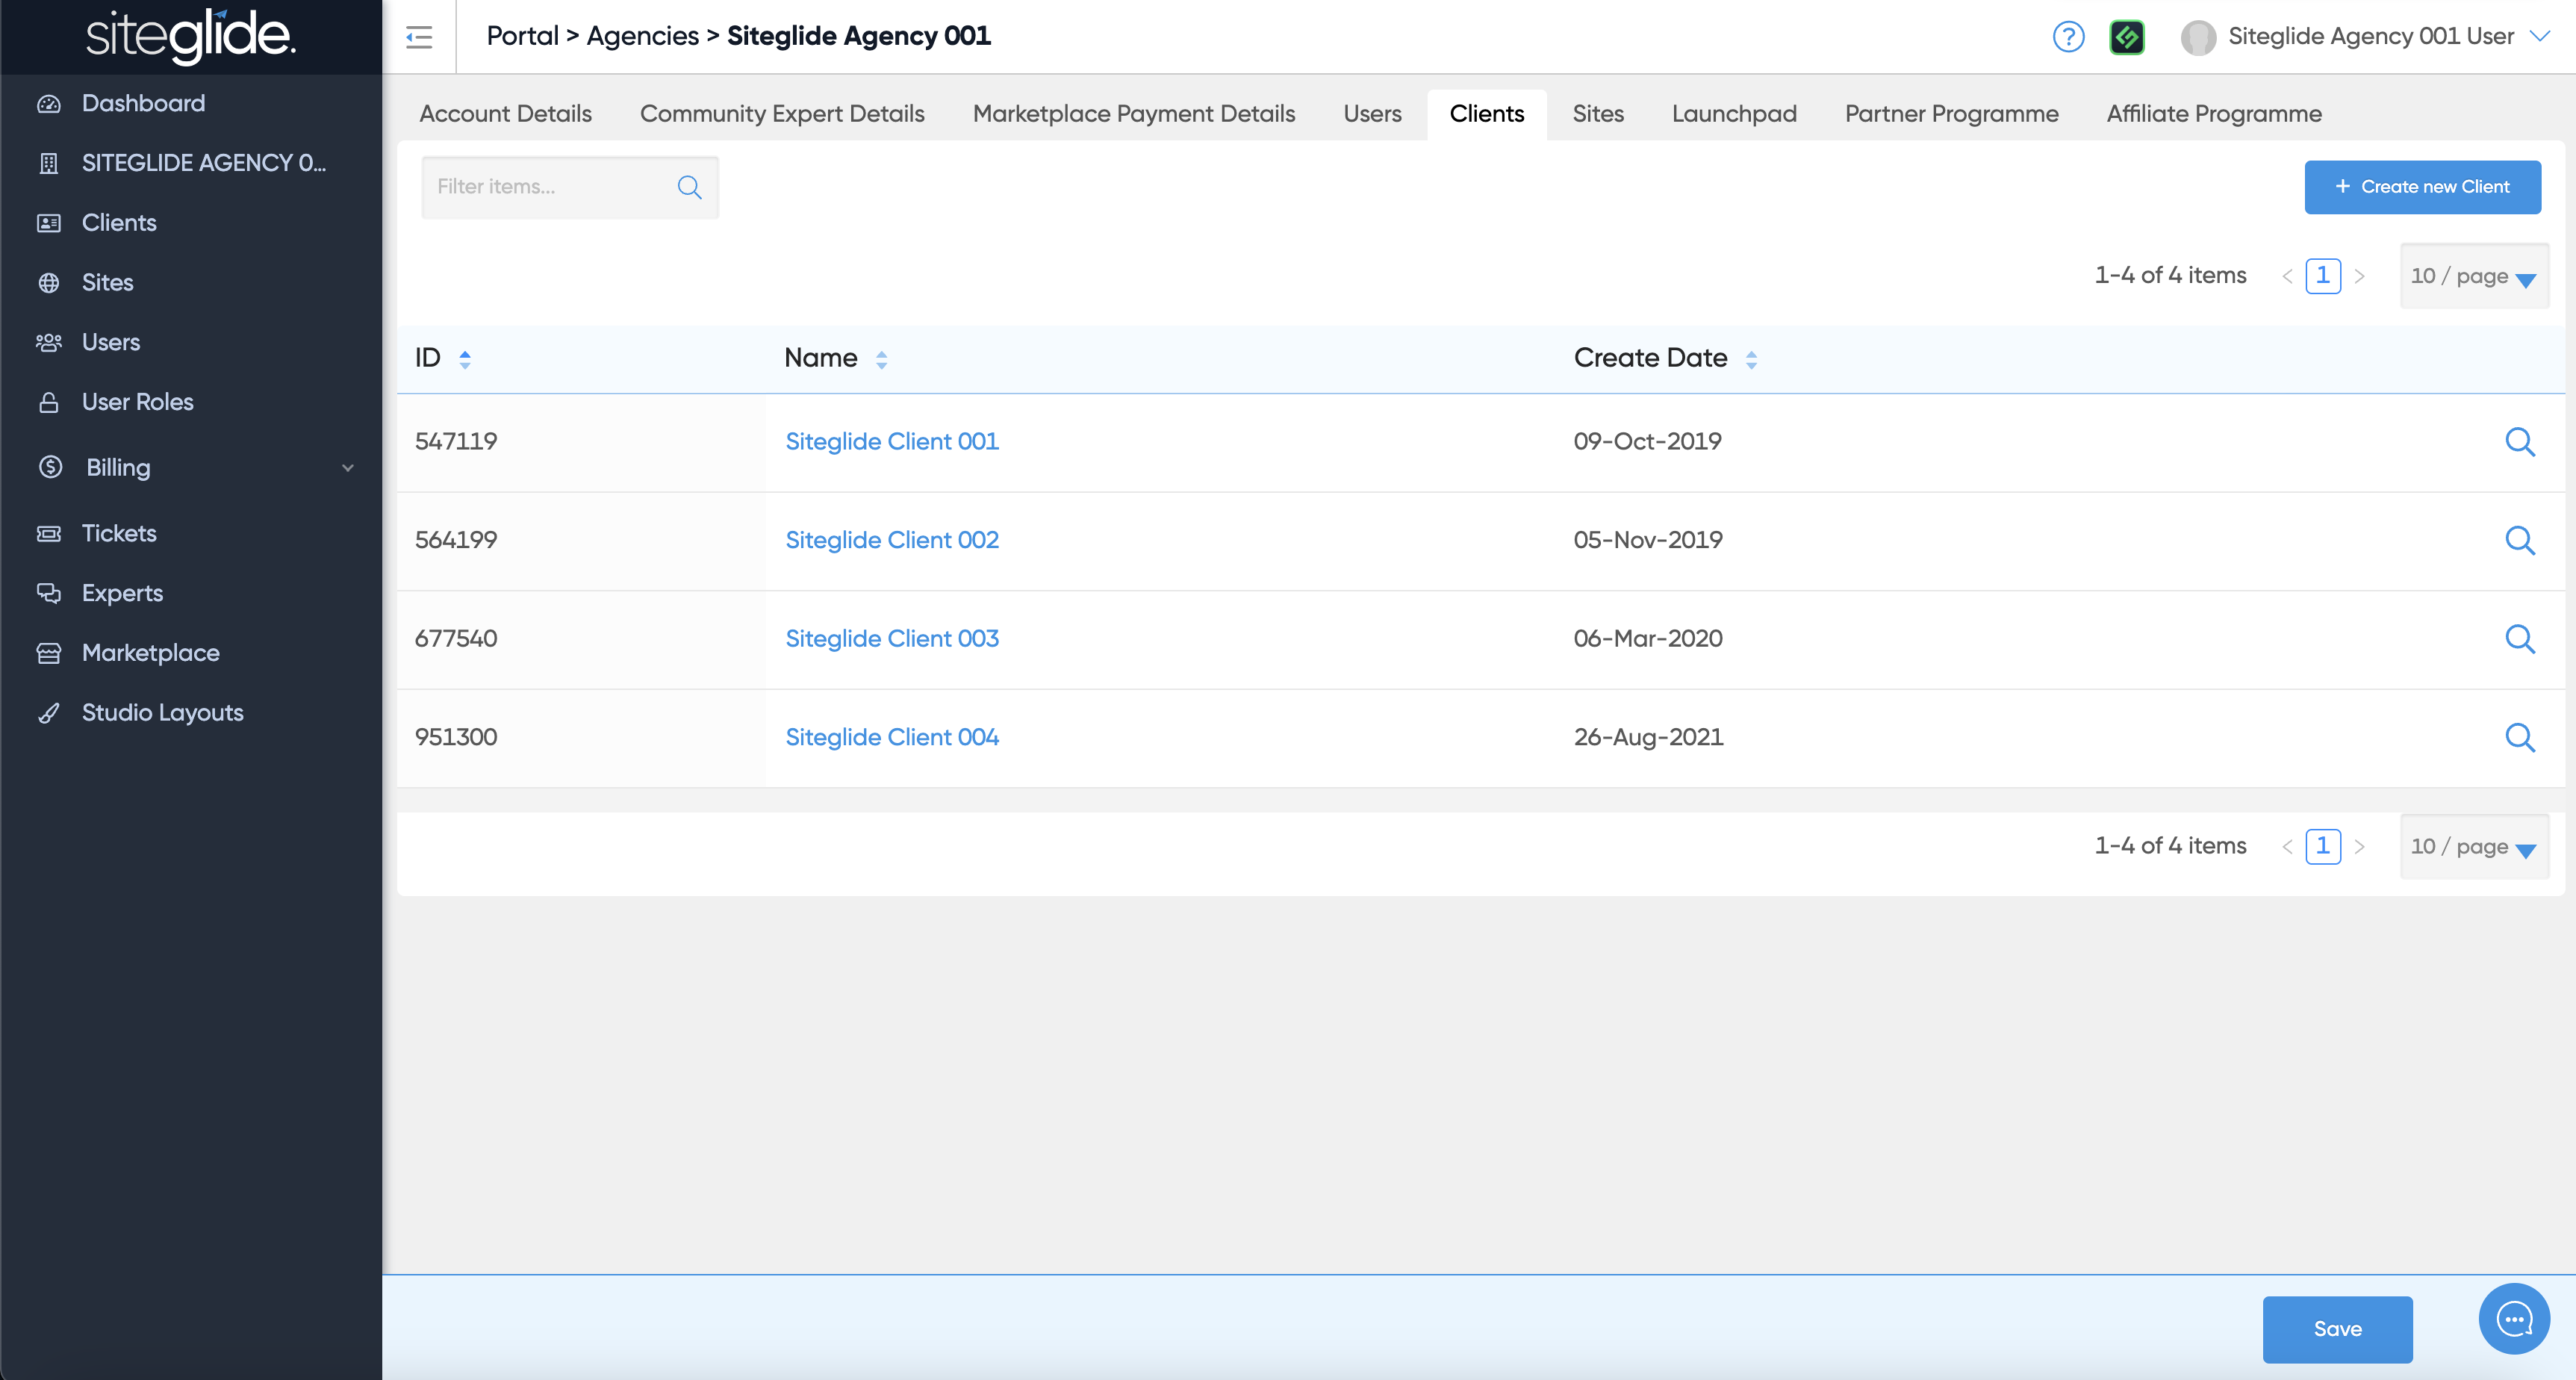 siteglide.
Portal > Agencies > Siteglide Agency 001
? Siteglide Agency 001 User
Dashboard
SITEGLIDE AGENCY 0...
Clients
Sites
Users
User Roles
Billing
Tickets
Experts
Marketplace
Studio Layouts
Account Details Community Expert Details Marketplace Payment Details Users Clients Sites Launchpad Partner Programme Affiliate Programme
Filter items...
+ Create new Client
1-4 of 4 items < 1 > 10 / page
ID Name Create Date
547119 Siteglide Client 001 09-Oct-2019
564199 Siteglide Client 002 05-Nov-2019
677540 Siteglide Client 003 06-Mar-2020
951300 Siteglide Client 004 26-Aug-2021
1-4 of 4 items < 1 > 10 / page
Save